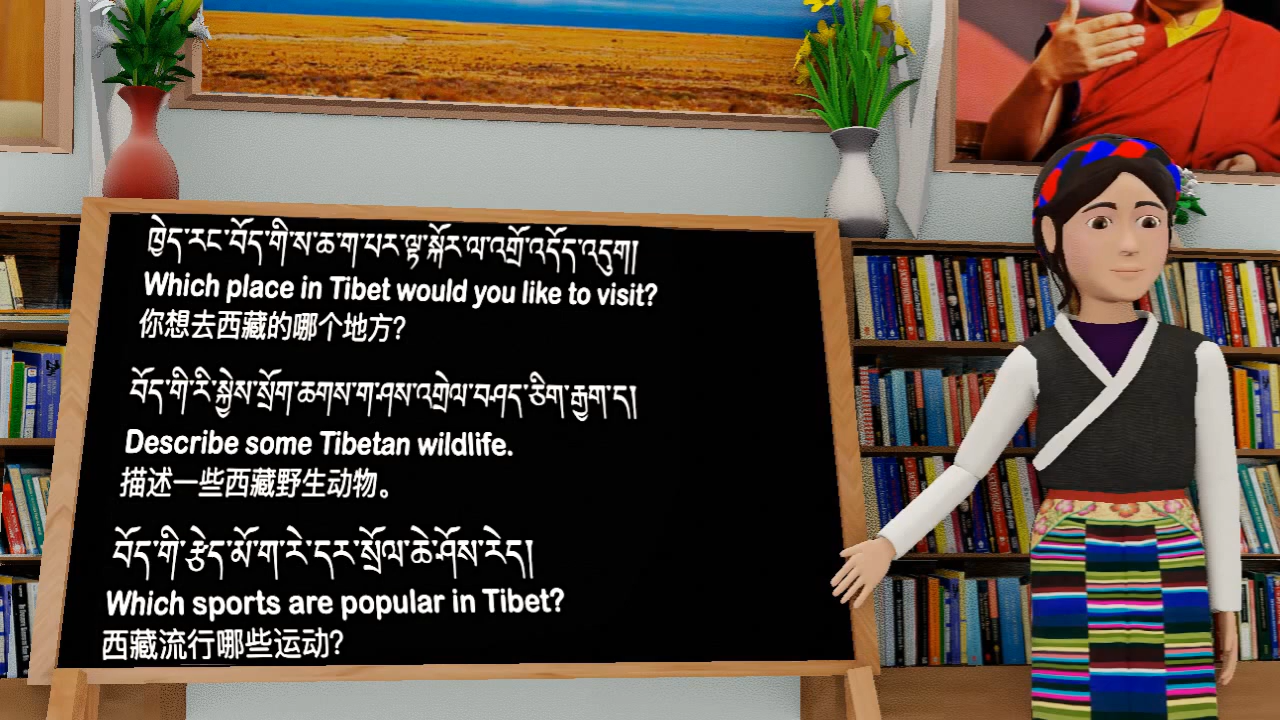 ཁྱེད་རང་བོད་གི་ས་ཆ་ག་པར་ལྟ་སྐོར་ལ་འགྲོ་འདོད་འདུག།
Which place in Tibet would you like to visit?
你想去西藏的哪个地方?
བོད་གི་རི་སྐྱེས་སྲོག་ཆགས་ག་ཤས་འགྲེལ་བཤད་ཅིག་རྒྱག་ད།
Describe some Tibetan wildlife.
描述一些西藏野生动物。
བོད་གི་རྩེད་མོ་ག་རེ་དར་སྲོལ་ཆེ་ཤོས་རེད།
Which sports are popular in Tibet?
西藏流行哪些运动?